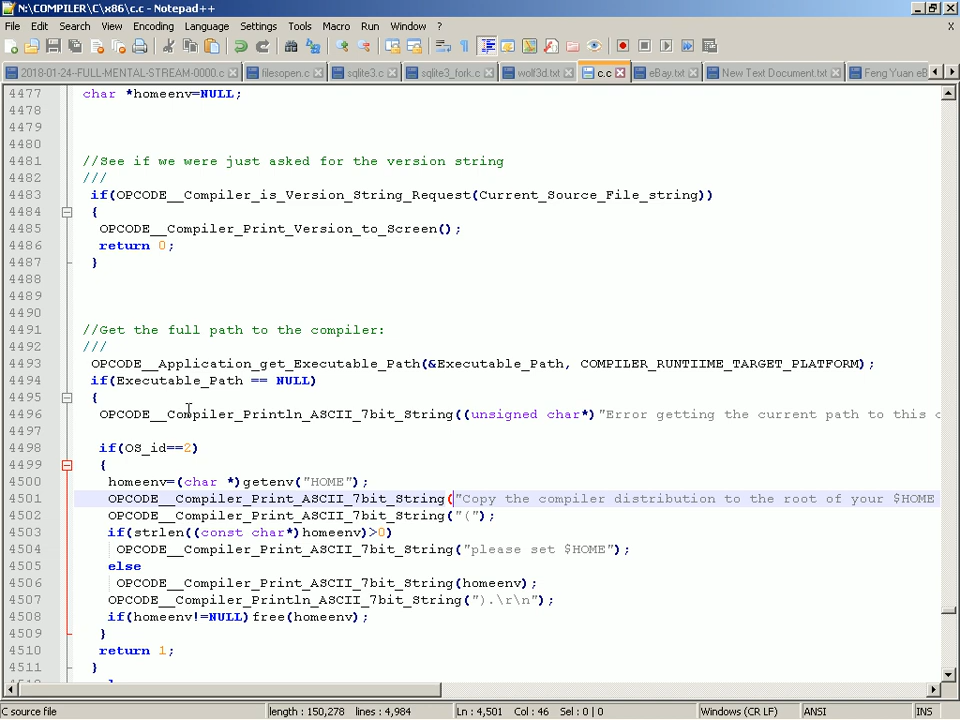 N:\COMPILER\C\x86\c.c - Notepad++
File Edit Search View Encoding Language Settings Tools Macro Run Window ? X
2018-01-24-FULL-MENTAL-STREAM-0000.c filesopen.c sqlite3.c sqlite3_fork.c wolf3d.txt c.c eBay.txt New Text Document.txt Feng Yuan eB
4477 char *homeenv=NULL;
4478
4479
4480
4481 //See if we were just asked for the version string
4482 ///
4483 if(OPCODE__Compiler_is_Version_String_Request(Current_Source_File_string))
4484 {
4485 OPCODE__Compiler_Print_Version_to_Screen();
4486 return 0;
4487 }
4488
4489
4490
4491 //Get the full path to the compiler:
4492 ///
4493 OPCODE__Application_get_Executable_Path(&Executable_Path, COMPILER_RUNTIIME_TARGET_PLATFORM);
4494 if(Executable_Path == NULL)
4495 {
4496 OPCODE__Compiler_Println_ASCII_7bit_String((unsigned char*)"Error getting the current path to this c
4497
4498 if(OS_id==2)
4499 {
4500 homeenv=(char *)getenv("HOME");
4501 OPCODE__Compiler_Print_ASCII_7bit_String("Copy the compiler distribution to the root of your $HOME
4502 OPCODE__Compiler_Print_ASCII_7bit_String("(");
4503 if(strlen((const char*)homeenv)>0)
4504 OPCODE__Compiler_Print_ASCII_7bit_String("please set $HOME");
4505 else
4506 OPCODE__Compiler_Print_ASCII_7bit_String(homeenv);
4507 OPCODE__Compiler_Println_ASCII_7bit_String(").\r\n");
4508 if(homeenv!=NULL)free(homeenv);
4509 }
4510 return 1;
4511 }
C source file length : 150,278 lines : 4,984 Ln : 4,501 Col : 46 Sel : 0 | 0 Windows (CR LF) ANSI INS